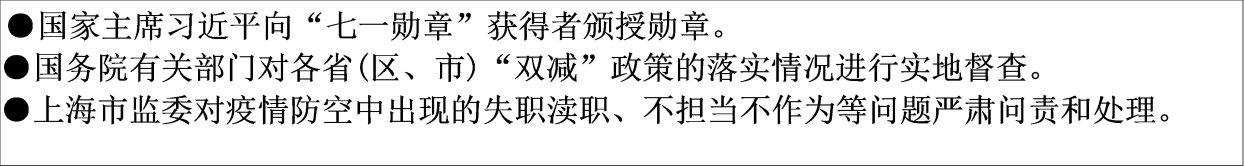 ●国家主席习近平向“七一勋章”获得者颁授勋章。
●国务院有关部门对各省(区、市)“双减”政策的落实情况进行实地督查。
●上海市监委对疫情防空中出现的失职渎职、不担当不作为等问题严肃问责和处理。